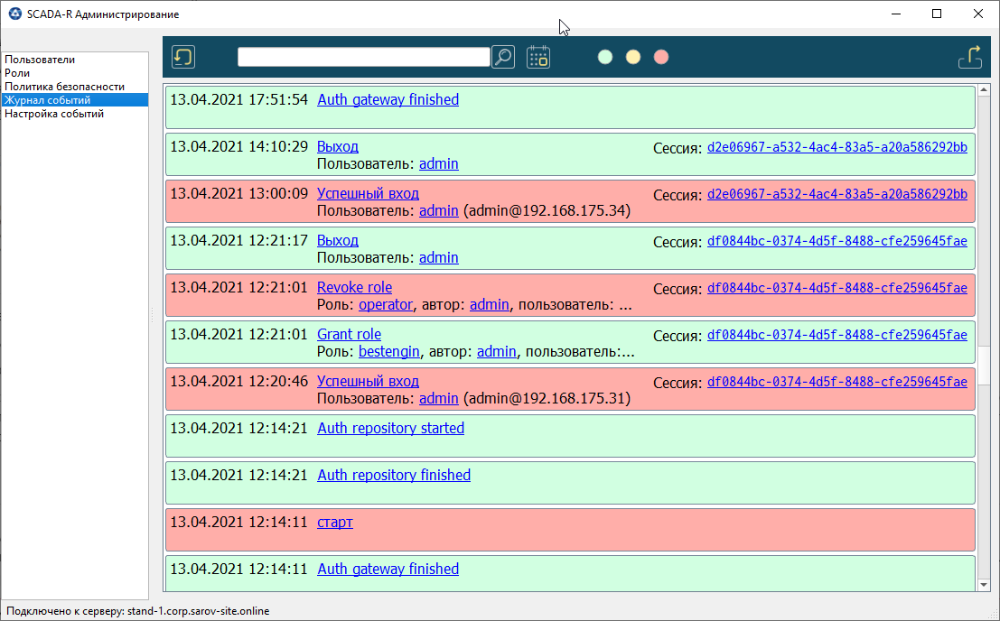 SCADA-R Администрирование
Пользователи
Роли
Политика безопасности
Журнал событий
Настройка событий
13.04.2021 17:51:54 Auth gateway finished
13.04.2021 14:10:29 Выход Сессия: d2e06967-a532-4ac4-83a5-a20a586292bb
Пользователь: admin
13.04.2021 13:00:09 Успешный вход Сессия: d2e06967-a532-4ac4-83a5-a20a586292bb
Пользователь: admin (admin@192.168.175.34)
13.04.2021 12:21:17 Выход Сессия: df0844bc-0374-4d5f-8488-cfe259645fae
Пользователь: admin
13.04.2021 12:21:01 Revoke role Сессия: df0844bc-0374-4d5f-8488-cfe259645fae
Роль: operator, автор: admin, пользователь: ...
13.04.2021 12:21:01 Grant role Сессия: df0844bc-0374-4d5f-8488-cfe259645fae
Роль: bestengin, автор: admin, пользователь:...
13.04.2021 12:20:46 Успешный вход Сессия: df0844bc-0374-4d5f-8488-cfe259645fae
Пользователь: admin (admin@192.168.175.31)
13.04.2021 12:14:21 Auth repository started
13.04.2021 12:14:21 Auth repository finished
13.04.2021 12:14:11 старт
13.04.2021 12:14:11 Auth gateway finished
Подключено к серверу: stand-1.corp.sarov-site.online